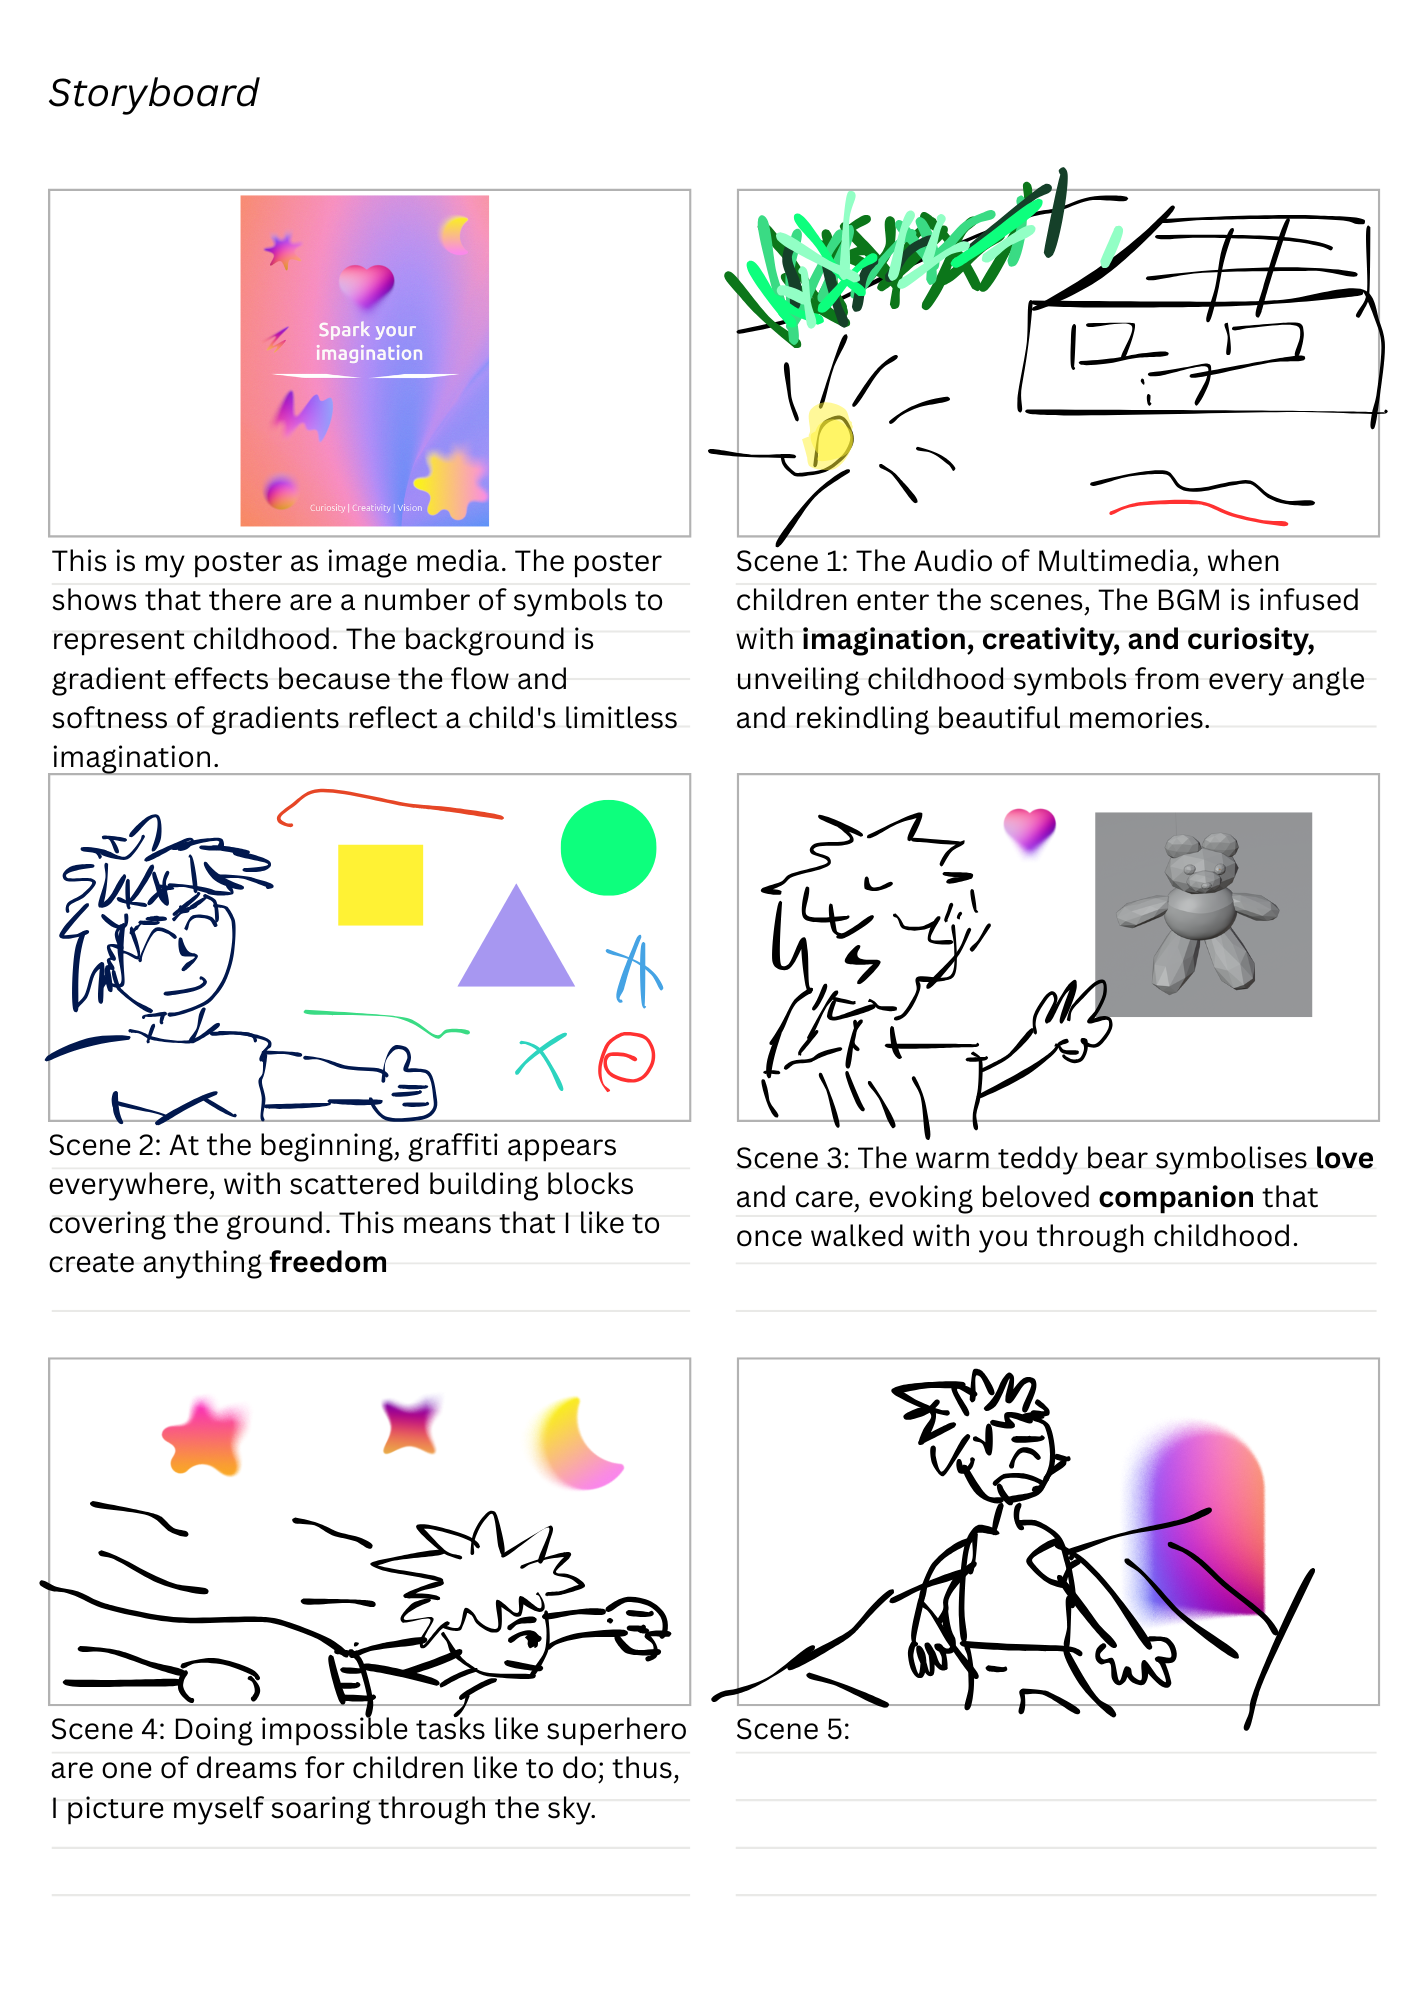 Storyboard
Spark your
imagination
Curiosity | Creativity | Vision
This is my poster as image media. The poster
shows that there are a number of symbols to
represent childhood. The background is
gradient effects because the flow and
softness of gradients reflect a child's limitless
imagination.
Scene 1: The Audio of Multimedia, when
children enter the scenes, The BGM is infused
with imagination, creativity, and curiosity,
unveiling childhood symbols from every angle
and rekindling beautiful memories.
Scene 2: At the beginning, graffiti appears
everywhere, with scattered building blocks
covering the ground. This means that I like to
create anything freedom
Scene 3: The warm teddy bear symbolises love
and care, evoking beloved companion that
once walked with you through childhood.
Scene 4: Doing impossible tasks like superhero
are one of dreams for children like to do; thus,
I picture myself soaring through the sky.
Scene 5: